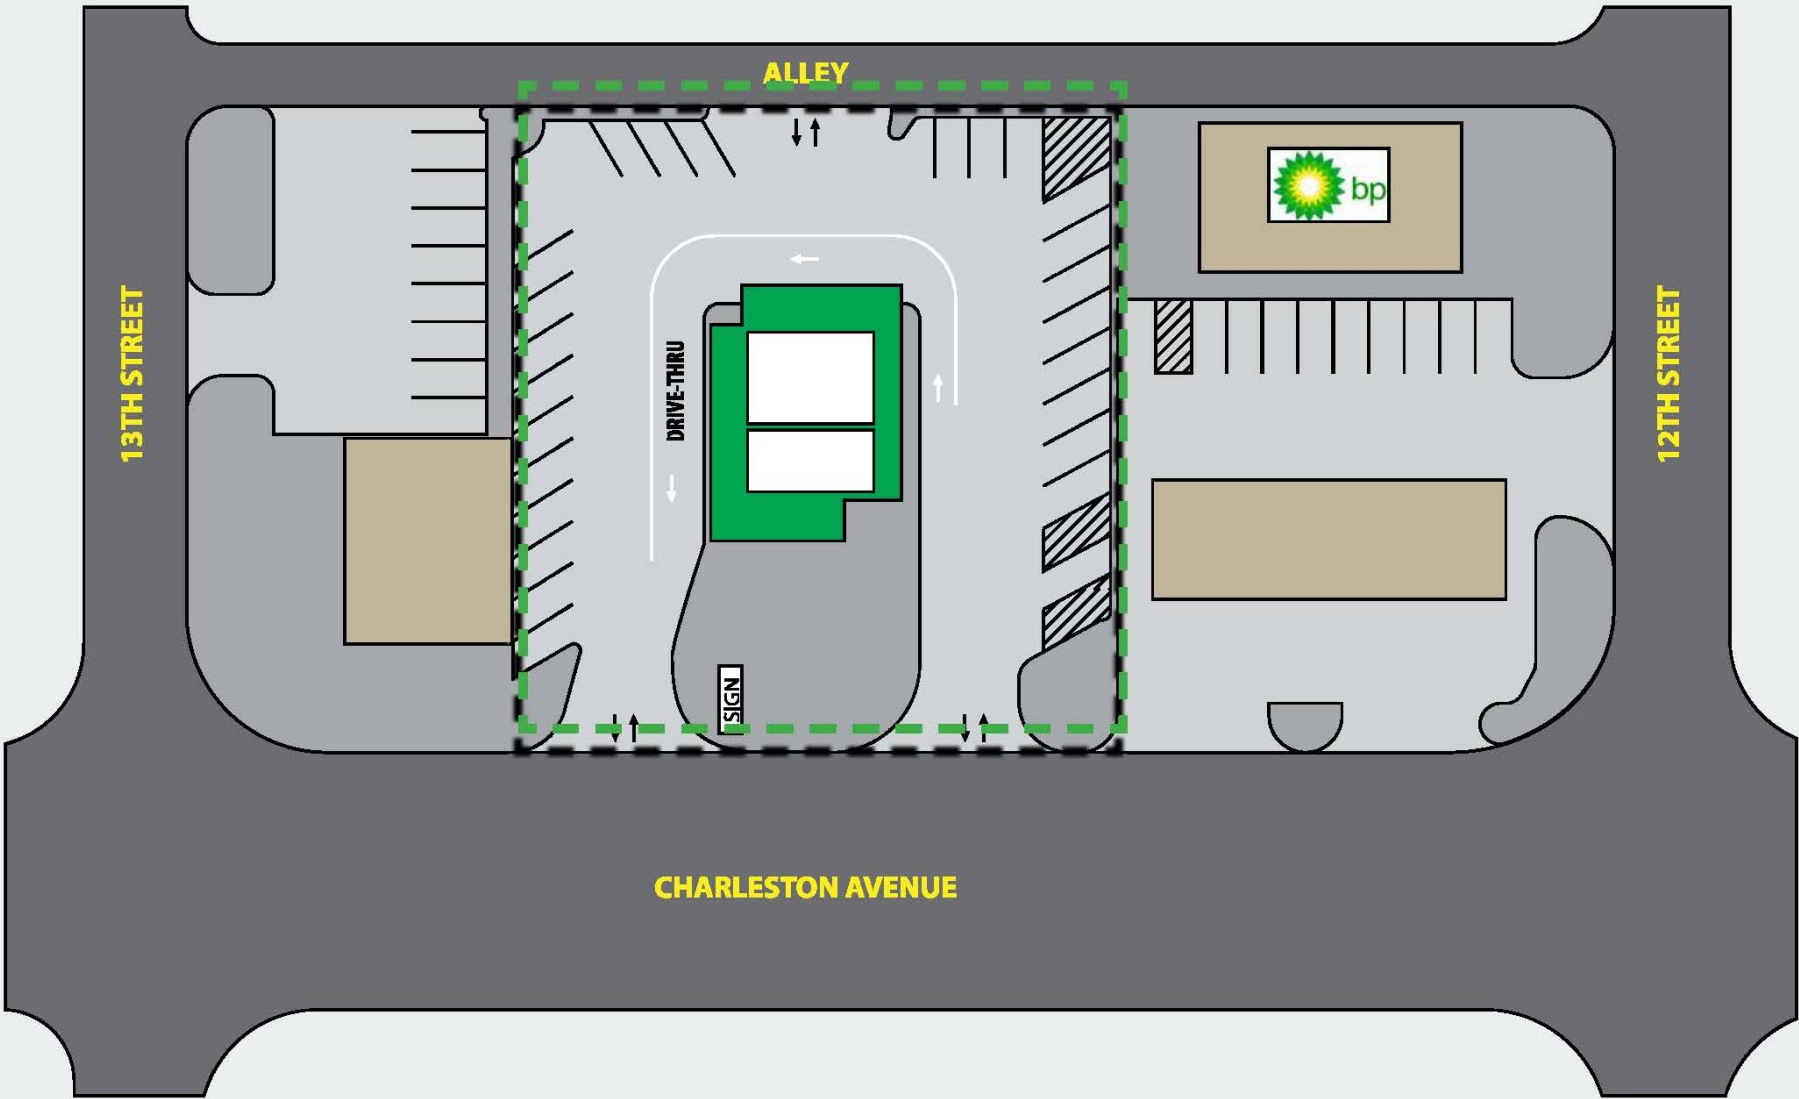 ALLEY
bp
13TH STREET
DRIVE-THRU
12TH STREET
SIGN
CHARLESTON AVENUE